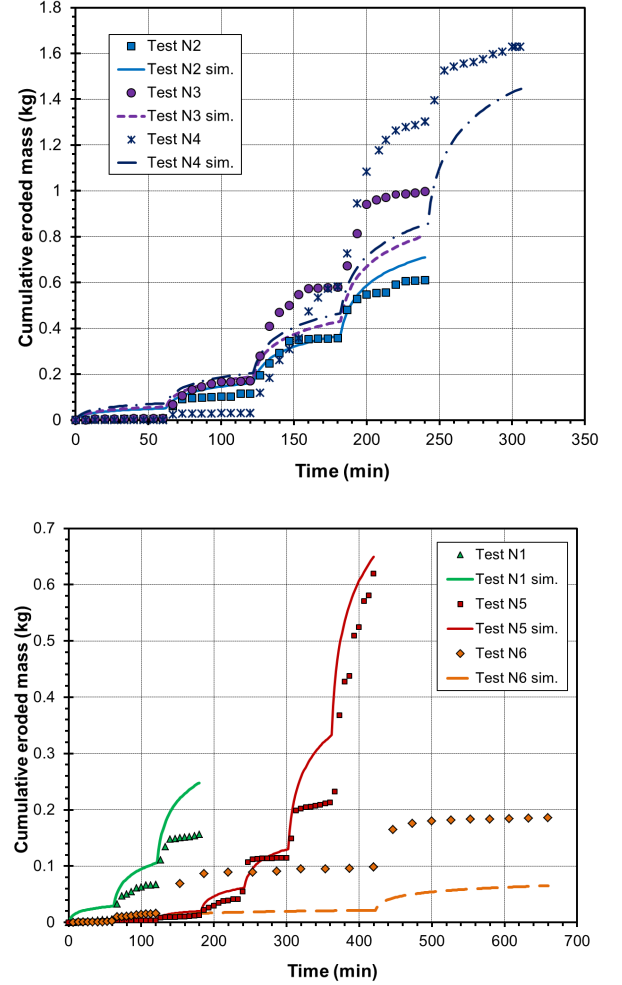 1.8
1.6
1.4
1.2
1
0.8
0.6
0.4
0.2
0
Cumulative eroded mass (kg)
Test N2
Test N2 sim.
Test N3
Test N3 sim.
Test N4
Test N4 sim.
0 50 100 150 200 250 300 350
Time (min)
0.7
0.6
0.5
0.4
0.3
0.2
0.1
0
Cumulative eroded mass (kg)
Test N1
Test N1 sim.
Test N5
Test N5 sim.
Test N6
Test N6 sim.
0 100 200 300 400 500 600 700
Time (min)